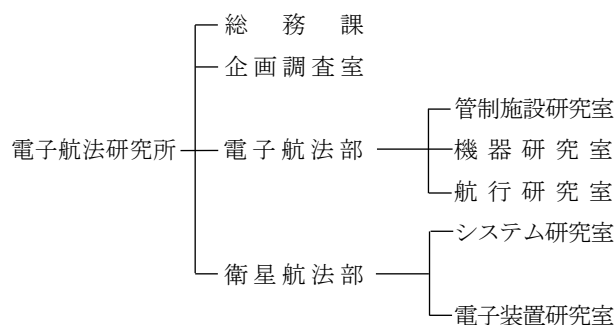 総務課
企画調査室
電子航法研究所
電子航法部
管制施設研究室
機器研究室
航行研究室
衛星航法部
システム研究室
電子装置研究室